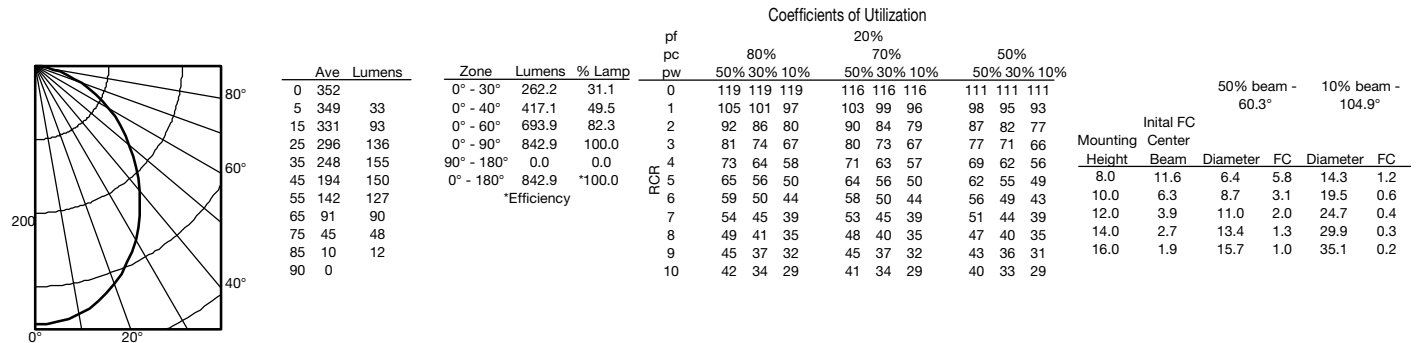 80°
60°
200
40°
0° 20°
Ave Lumens
0 352
5 349 33
15 331 93
25 296 136
35 248 155
45 194 150
55 142 127
65 91 90
75 45 48
85 10 12
90 0
Zone Lumens % Lamp
0° - 30° 262.2 31.1
0° - 40° 417.1 49.5
0° - 60° 693.9 82.3
0° - 90° 842.9 100.0
90° - 180° 0.0 0.0
0° - 180° 842.9 *100.0
*Efficiency
Coefficients of Utilization
pf 20%
pc 80% 70% 50%
pw 50% 30% 10% 50% 30% 10% 50% 30% 10%
RCR
0 119 119 119 116 116 116 111 111 111
1 105 101 97 103 99 96 98 95 93
2 92 86 80 90 84 79 87 82 77
3 81 74 67 80 73 67 77 71 66
4 73 64 58 71 63 57 69 62 56
5 65 56 50 64 56 50 62 55 49
6 59 50 44 58 50 44 56 49 43
7 54 45 39 53 45 39 51 44 39
8 49 41 35 48 40 35 47 40 35
9 45 37 32 45 37 32 43 36 31
10 42 34 29 41 34 29 40 33 29
50% beam - 10% beam -
60.3° 104.9°
Inital FC
Mounting Center
Height Beam Diameter FC Diameter FC
8.0 11.6 6.4 5.8 14.3 1.2
10.0 6.3 8.7 3.1 19.5 0.6
12.0 3.9 11.0 2.0 24.7 0.4
14.0 2.7 13.4 1.3 29.9 0.3
16.0 1.9 15.7 1.0 35.1 0.2